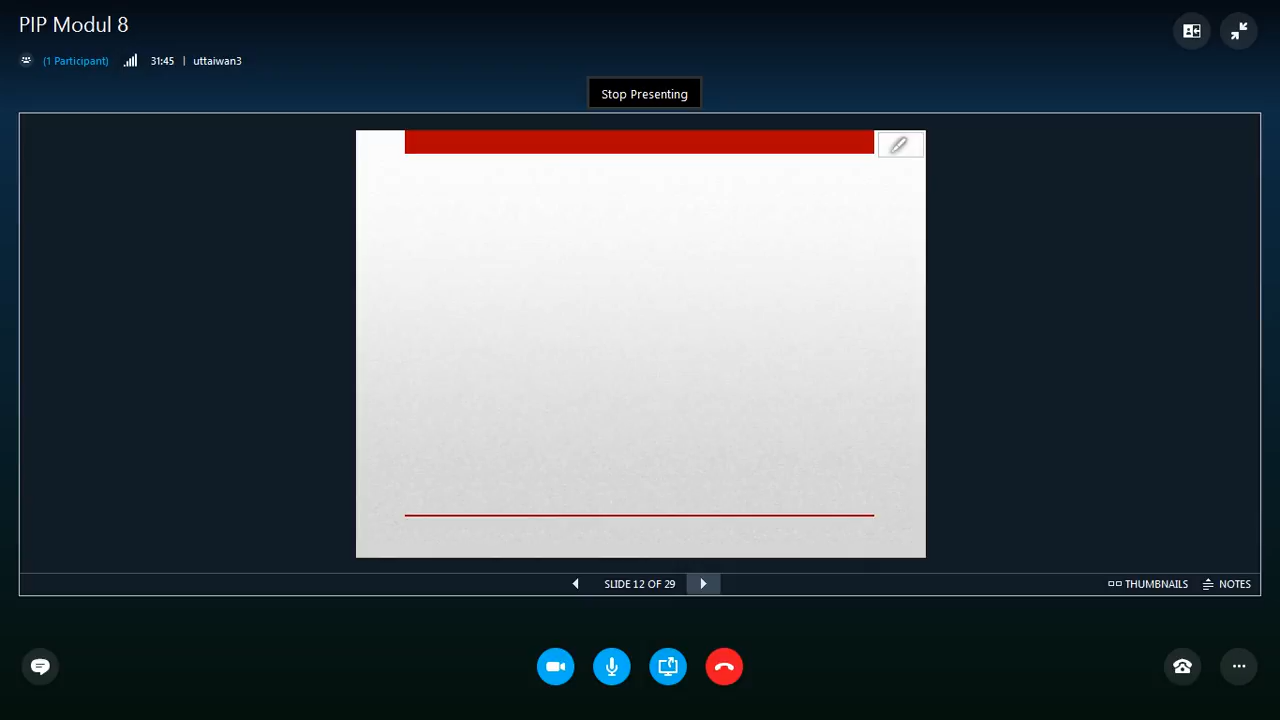 PIP Modul 8
(1 Participant) 31:45 | uttaiwan3
Stop Presenting
SLIDE 12 OF 29
THUMBNAILS
NOTES